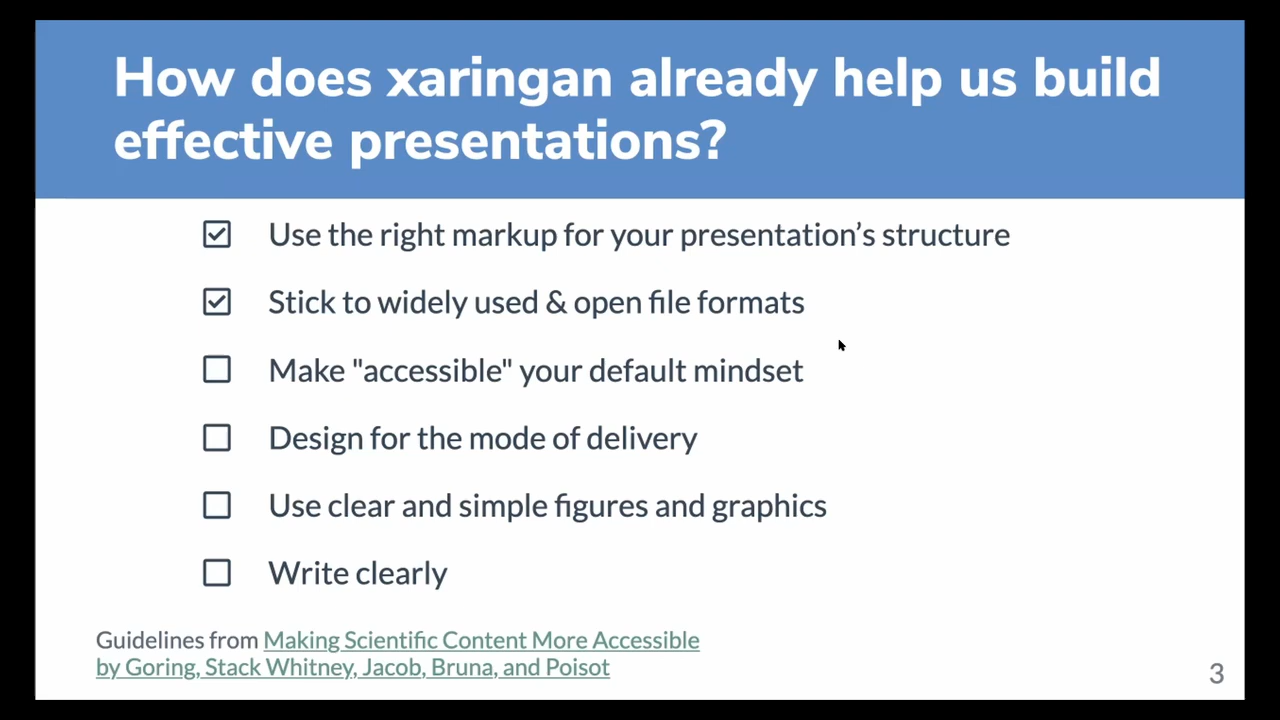 How does xaringan already help us build
effective presentations?
Use the right markup for your presentation’s structure
Stick to widely used & open file formats
Make "accessible" your default mindset
Design for the mode of delivery
Use clear and simple figures and graphics
Write clearly
Guidelines from Making Scientific Content More Accessible
by Goring, Stack Whitney, Jacob, Bruna, and Poisot
3